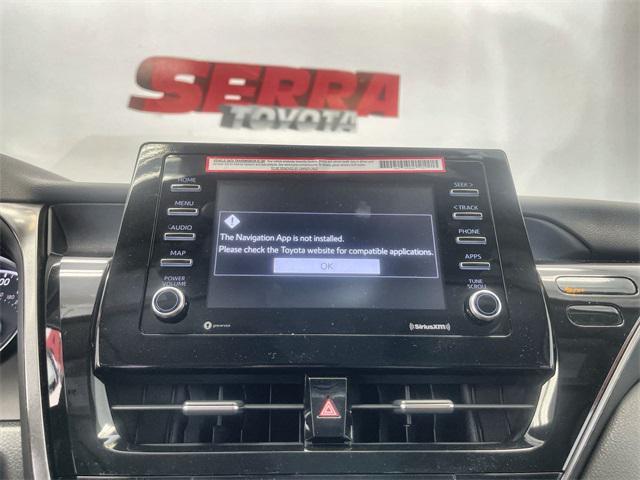 SERRA
TOYOTA
HOME
MENU
AUDIO
MAP
POWER
VOLUME
The Navigation App is not installed.
Please check the Toyota website for compatible applications.
OK
SEEK >
< TRACK
PHONE
APPS
TUNE
SCROLL
SiriusXM